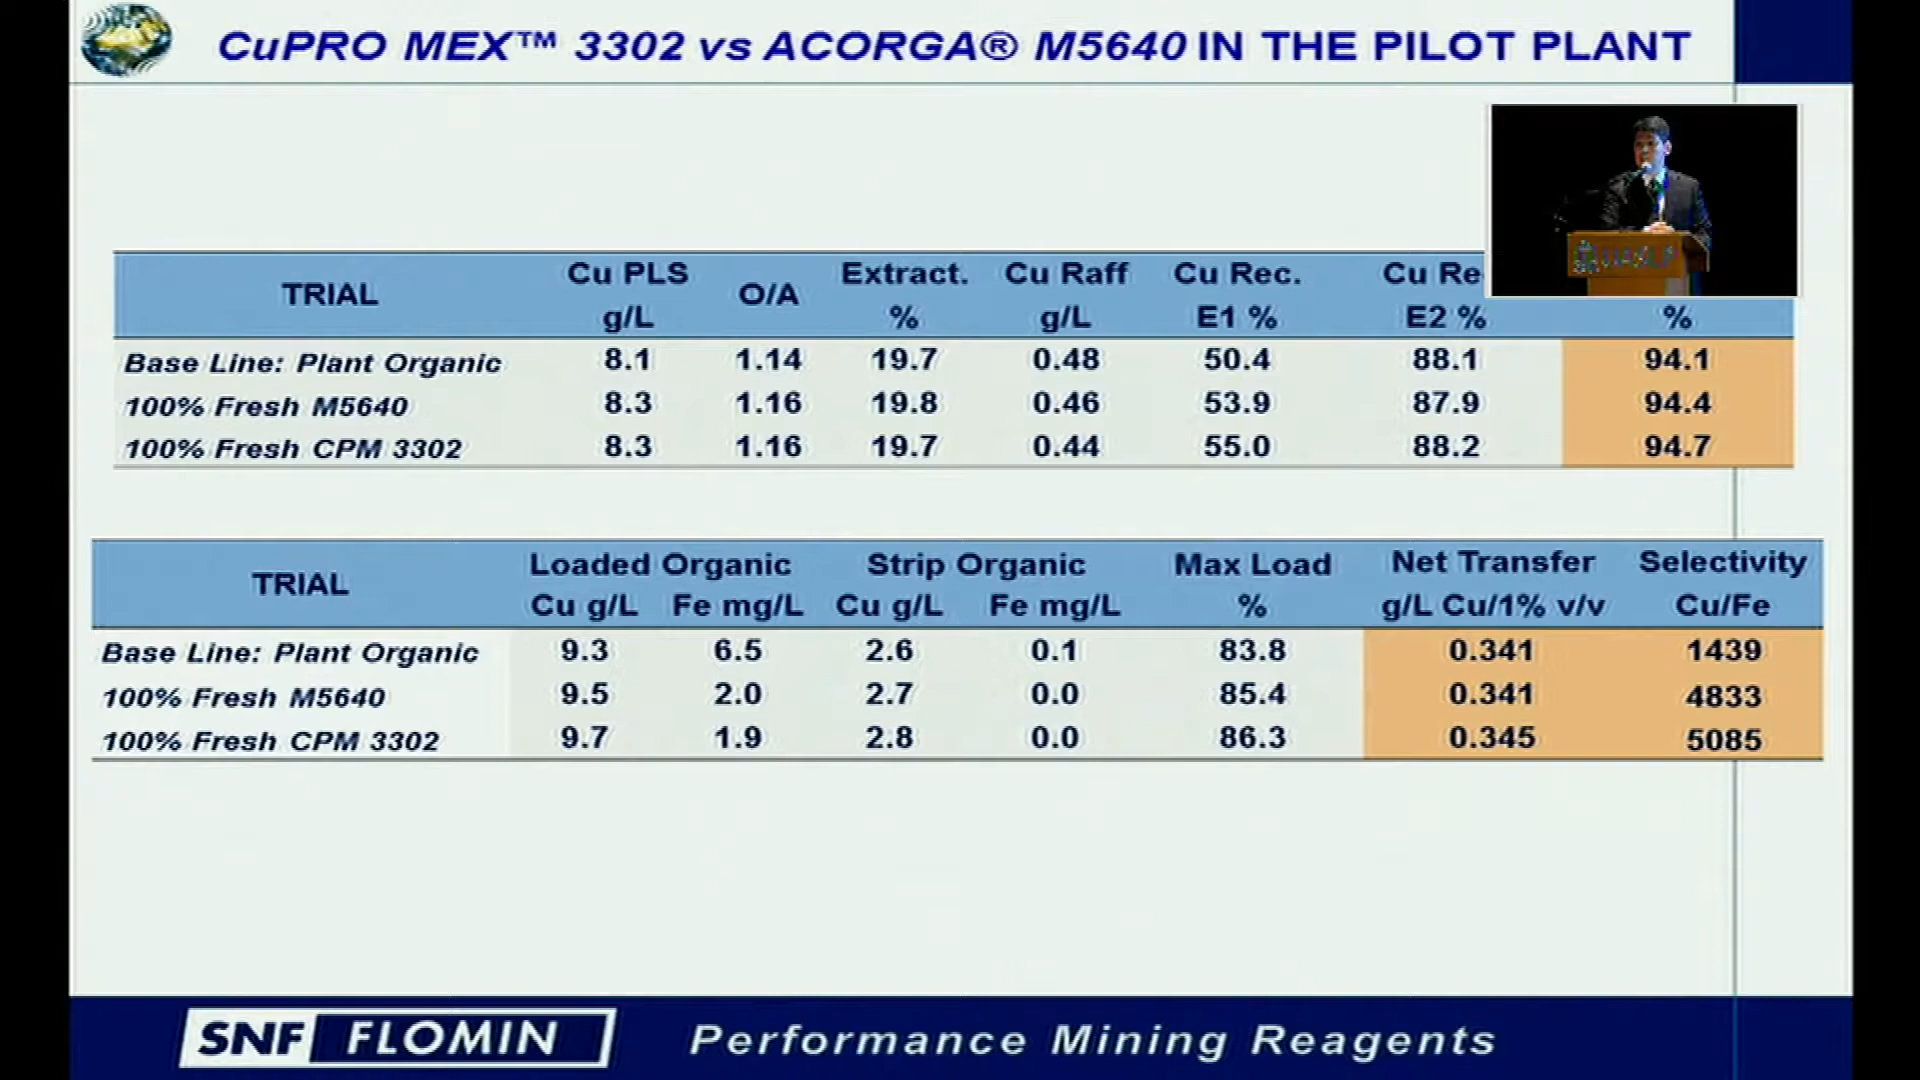 CuPRO MEX™ 3302 vs ACORGA® M5640 IN THE PILOT PLANT
TRIAL Cu PLS g/L O/A Extract. % Cu Raff g/L Cu Rec. E1 % Cu E2 % %
Base Line: Plant Organic 8.1 1.14 19.7 0.48 50.4 88.1 94.1
100% Fresh M5640 8.3 1.16 19.8 0.46 53.9 87.9 94.4
100% Fresh CPM 3302 8.3 1.16 19.7 0.44 55.0 88.2 94.7
TRIAL Loaded Organic Strip Organic Max Load Net Transfer Selectivity
Cu g/L Fe mg/L Cu g/L Fe mg/L % g/L Cu/1% v/v Cu/Fe
Base Line: Plant Organic 9.3 6.5 2.6 0.1 83.8 0.341 1439
100% Fresh M5640 9.5 2.0 2.7 0.0 85.4 0.341 4833
100% Fresh CPM 3302 9.7 1.9 2.8 0.0 86.3 0.345 5085
SNF FLOMIN Performance Mining Reagents